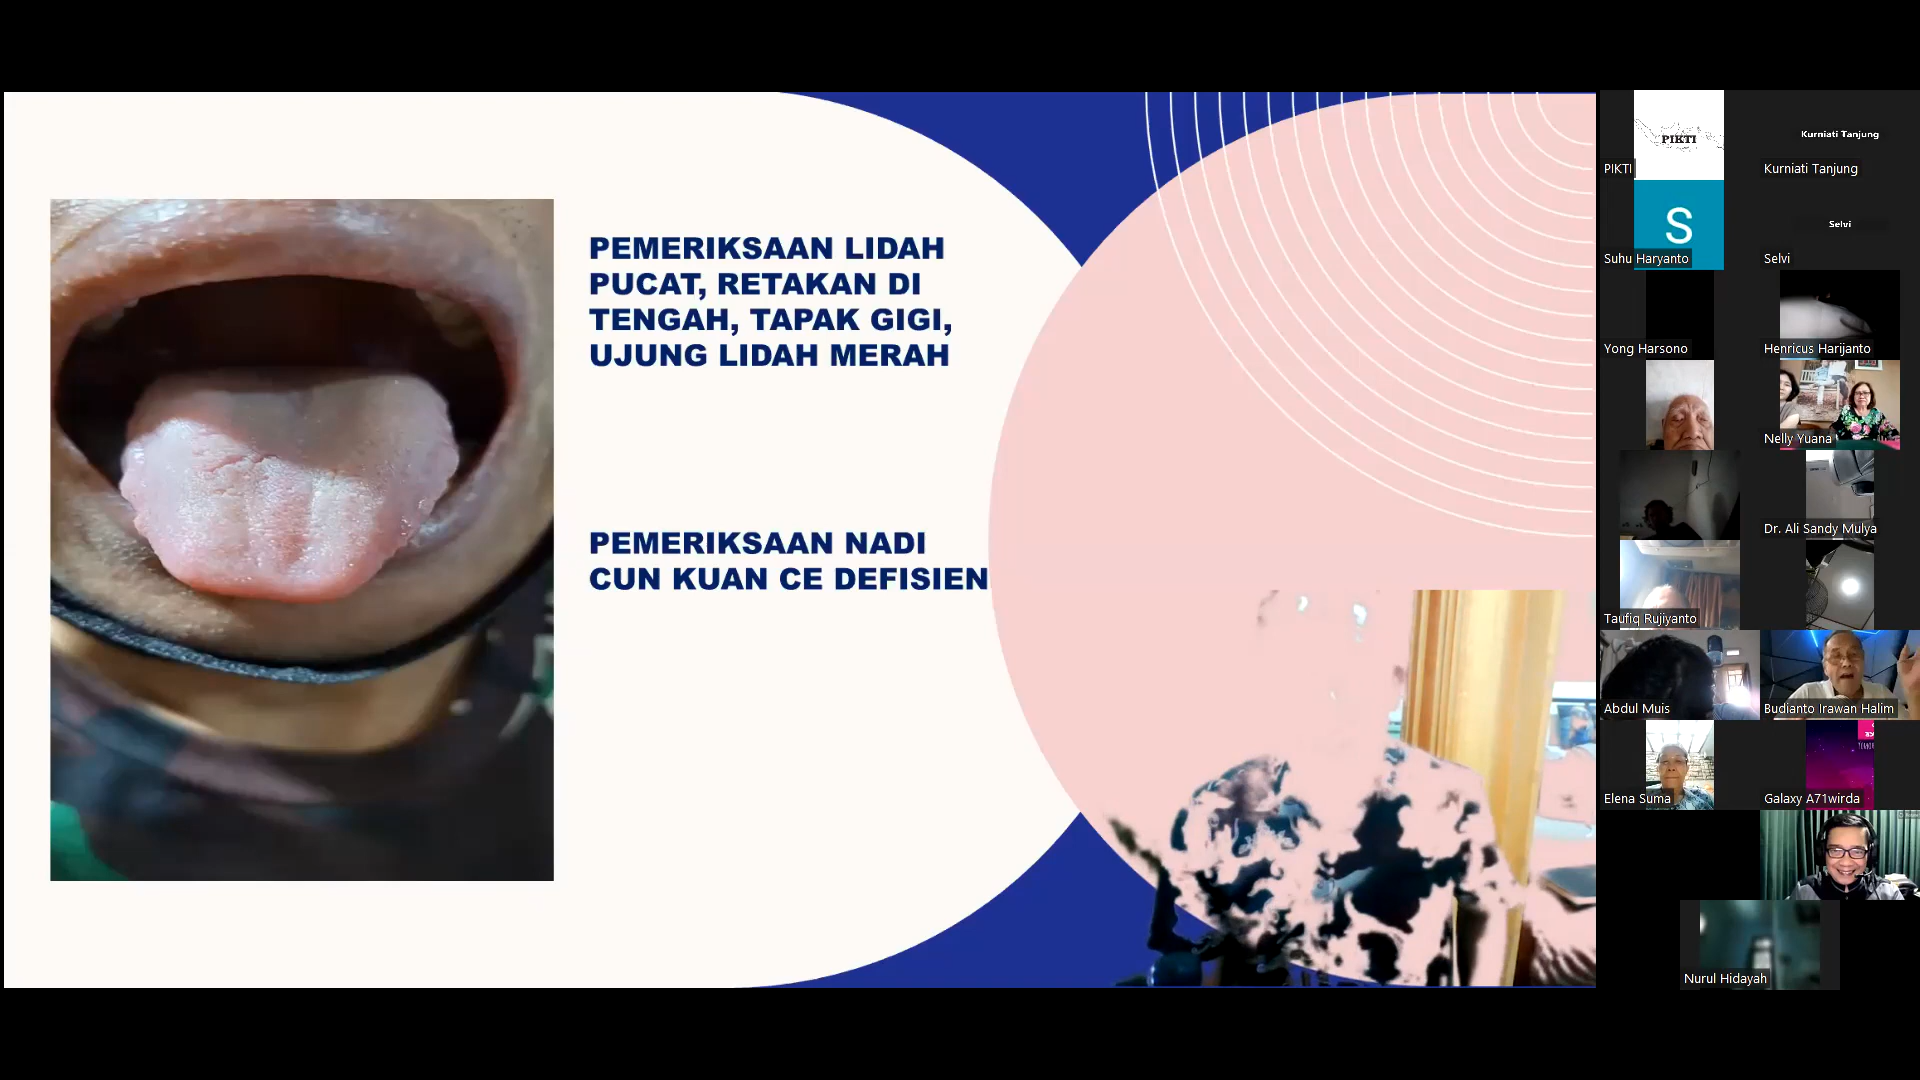 PEMERIKSAAN LIDAH
PUCAT, RETAKAN DI
TENGAH, TAPAK GIGI,
UJUNG LIDAH MERAH
PEMERIKSAAN NADI
CUN KUAN CE DEFISIEN
PIKTI
PIKTI
Kurniati Tanjung
Kurniati Tanjung
S
Suhu Haryanto
Selvi
Selvi
Yong Harsono
Henricus Harijanto
Nelly Yuana
Dr. Ali Sandy Mulya
Taufiq Rujiyanto
Abdul Muis
Budianto Irawan Halim
Elena Suma
Galaxy A71wirda
Nurul Hidayah